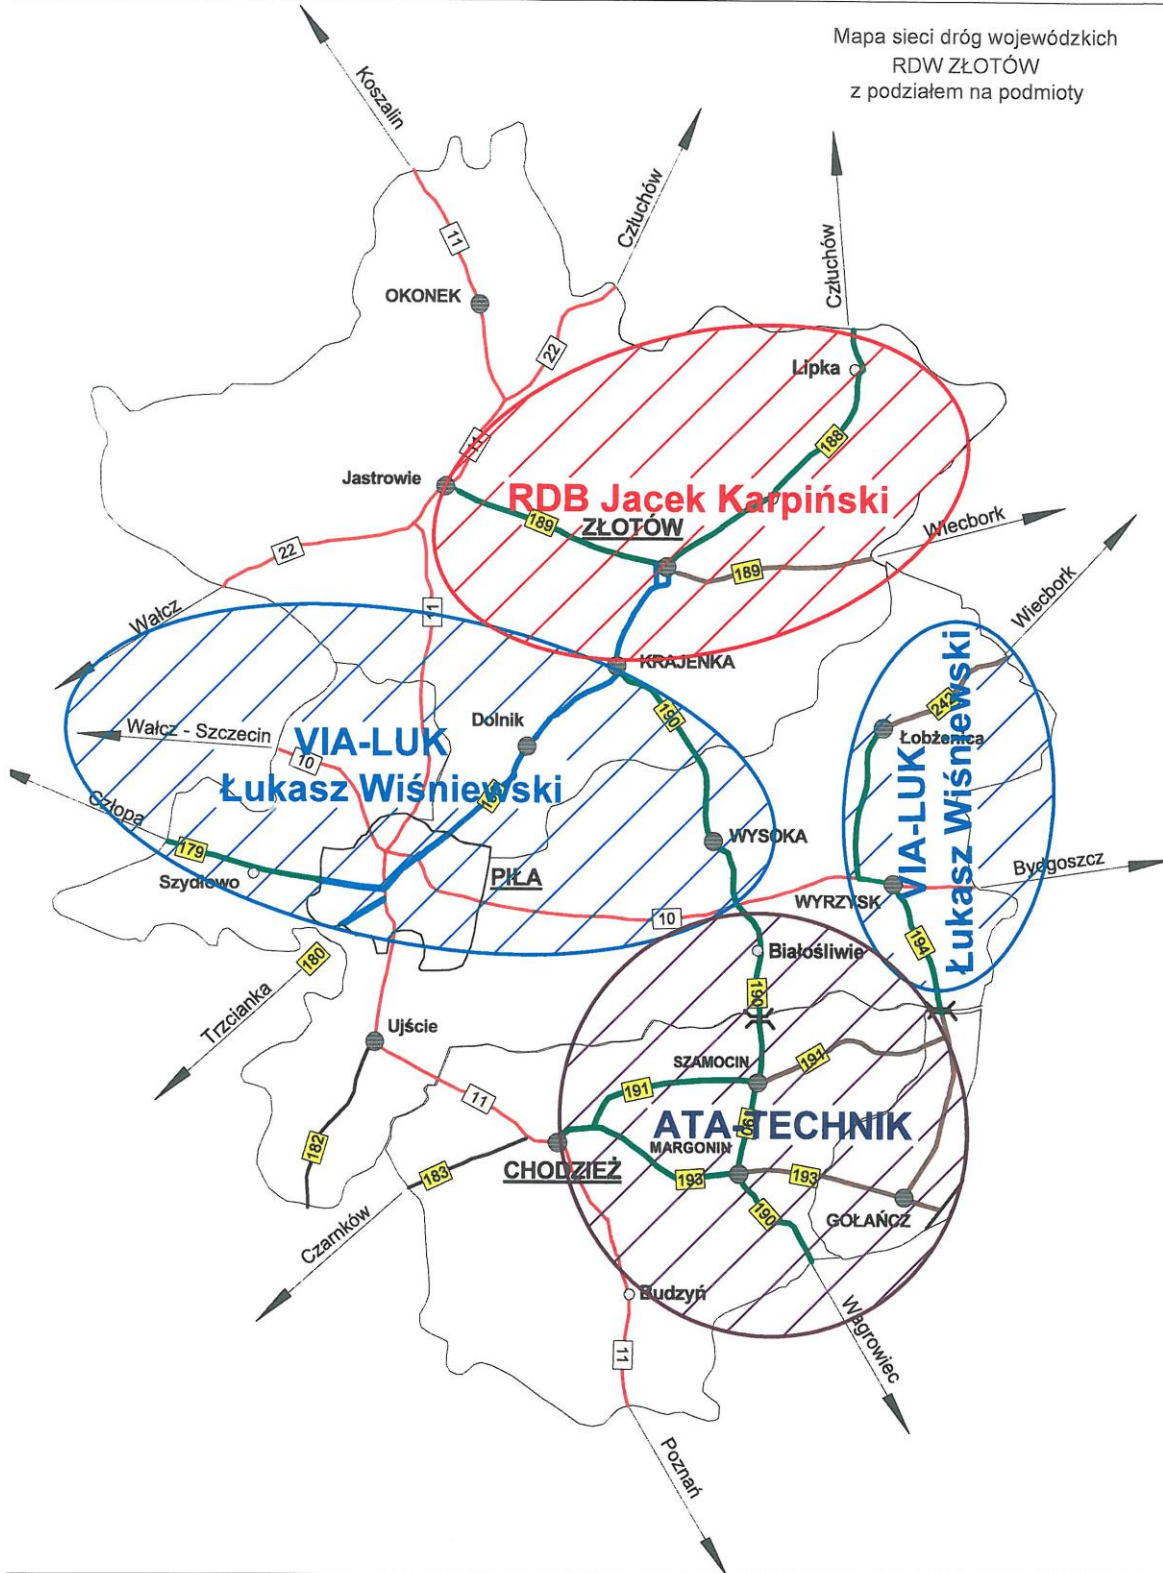 Mapa sieci dróg wojewódzkich
RDW ZŁOTÓW
z podziałem na podmioty
Koszalin
Człuchów
Człuchów
11
OKONEK
22
Lipka
188
11
Jastrowie
RDB Jacek Karpiński
189
ZŁOTÓW
Wiecbork
22
189
Wiecbork
11
Wałcz
KRAJENKA
190
242
Dolnik
Łobżenica
Wałcz - Szczecin
10
VIA-LUK
Łukasz Wiśniewski
VIA-LUK
Łukasz Wiśniewski
Człopa
179
WYSOKA
Szydłowo
PIŁA
Bydgoszcz
WYRZYSK
10
194
180
Białośliwie
190
Trzcianka
Ujście
SZAMOCIN
191
191
11
190
ATA-TECHNIK
182
183
CHODZIEŻ
MARGONIN
193
193
190
GOŁAŃCZ
Czarnków
Budzyń
Wągrowiec
11
Poznań